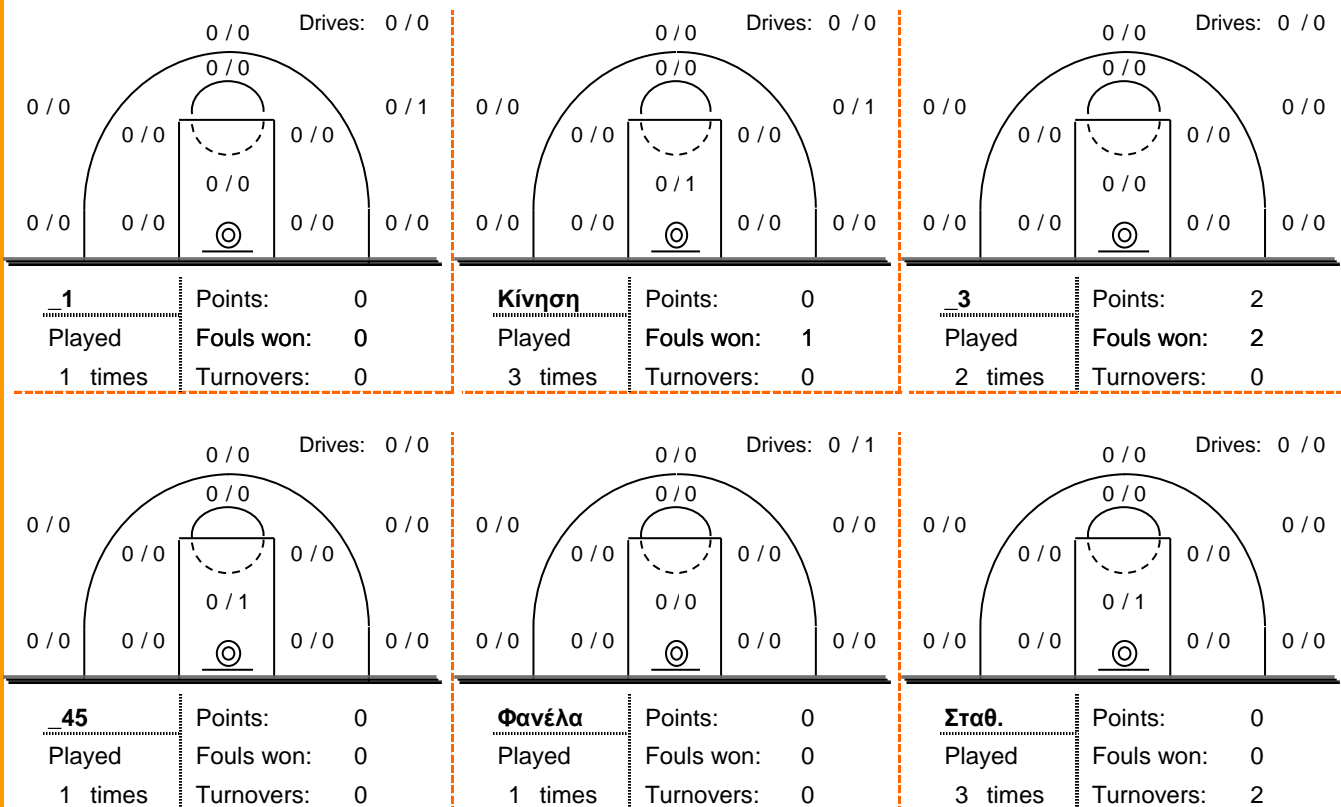 0 / 0 Drives: 0 / 0
0 / 0
0 / 0 0 / 1
0 / 0 0 / 0
0 / 0
0 / 0 0 / 0 0 / 0 0 / 0
_1 Points: 0
Played Fouls won: 0
1 times Turnovers: 0
0 / 0 Drives: 0 / 0
0 / 0
0 / 0 0 / 1
0 / 0 0 / 0
0 / 1
0 / 0 0 / 0 0 / 0 0 / 0
Κίνηση Points: 0
Played Fouls won: 1
3 times Turnovers: 0
0 / 0 Drives: 0 / 0
0 / 0
0 / 0 0 / 0
0 / 0 0 / 0
0 / 0
0 / 0 0 / 0 0 / 0 0 / 0
_3 Points: 2
Played Fouls won: 2
2 times Turnovers: 0
0 / 0 Drives: 0 / 0
0 / 0
0 / 0 0 / 0
0 / 0 0 / 0
0 / 1
0 / 0 0 / 0 0 / 0 0 / 0
_45 Points: 0
Played Fouls won: 0
1 times Turnovers: 0
0 / 0 Drives: 0 / 1
0 / 0
0 / 0 0 / 0
0 / 0 0 / 0
0 / 0
0 / 0 0 / 0 0 / 0 0 / 0
Φανέλα Points: 0
Played Fouls won: 0
1 times Turnovers: 0
0 / 0 Drives: 0 / 0
0 / 0
0 / 0 0 / 0
0 / 0 0 / 0
0 / 1
0 / 0 0 / 0 0 / 0 0 / 0
Σταθ. Points: 0
Played Fouls won: 0
3 times Turnovers: 2